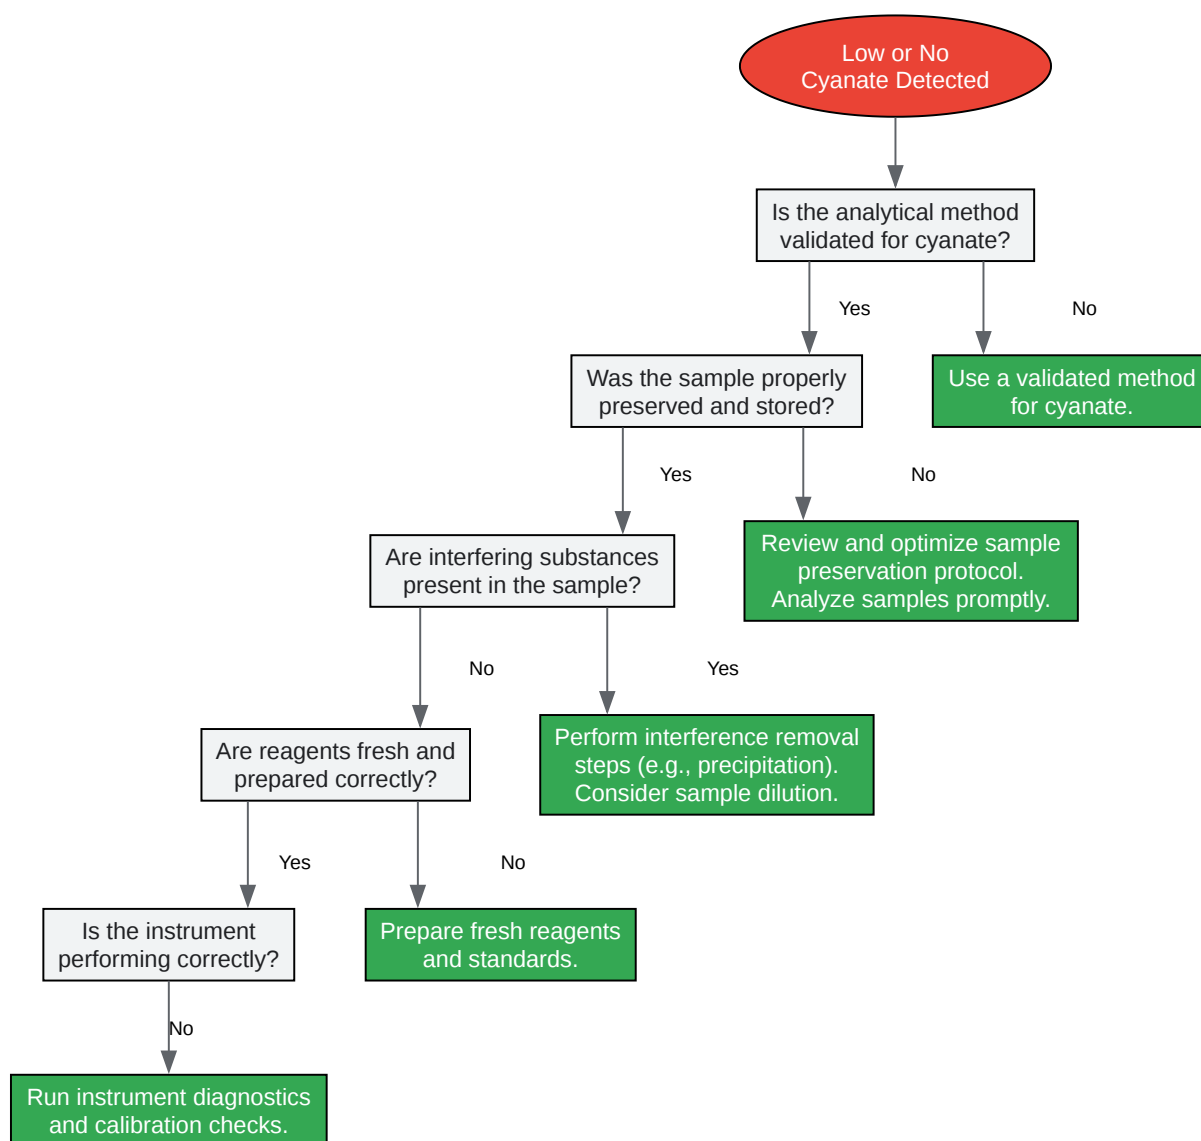 Low or No
Cyanate Detected
Is the analytical method
validated for cyanate?
Yes
No
Was the sample properly
preserved and stored?
Use a validated method
for cyanate.
Yes
No
Are interfering substances
present in the sample?
Review and optimize sample
preservation protocol.
Analyze samples promptly.
No
Yes
Are reagents fresh and
prepared correctly?
Perform interference removal
steps (e.g., precipitation).
Consider sample dilution.
Yes
No
Is the instrument
performing correctly?
Prepare fresh reagents
and standards.
No
Run instrument diagnostics
and calibration checks.